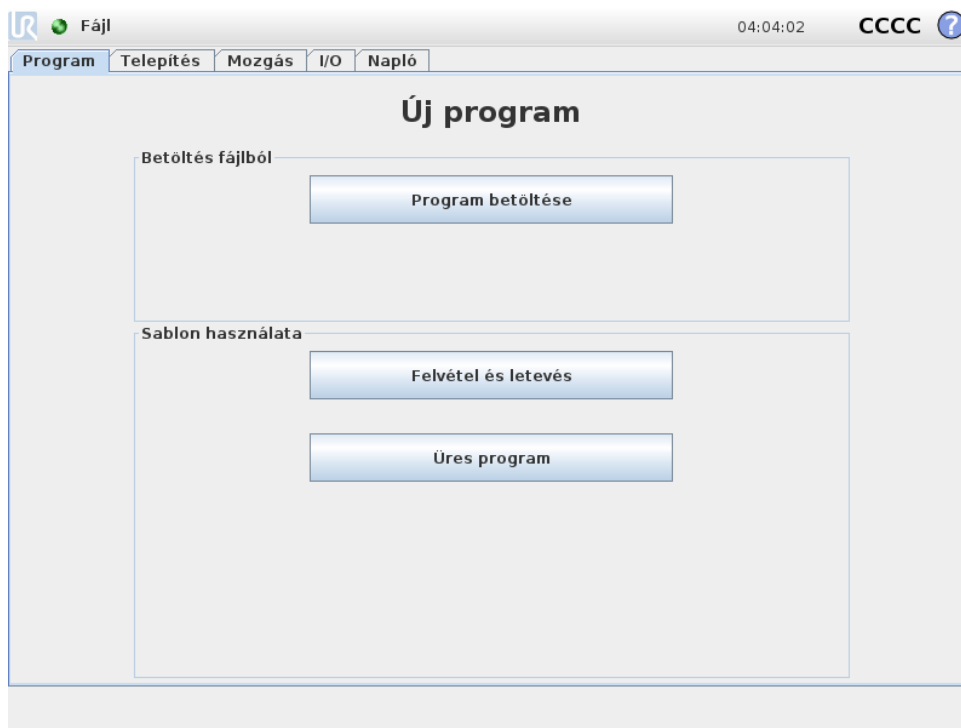 UR Fájl 04:04:02 CCCC ?
Program Telepítés Mozgás I/O Napló
Új program
Betöltés fájlból
Program betöltése
Sablon használata
Felvétel és letevés
Üres program